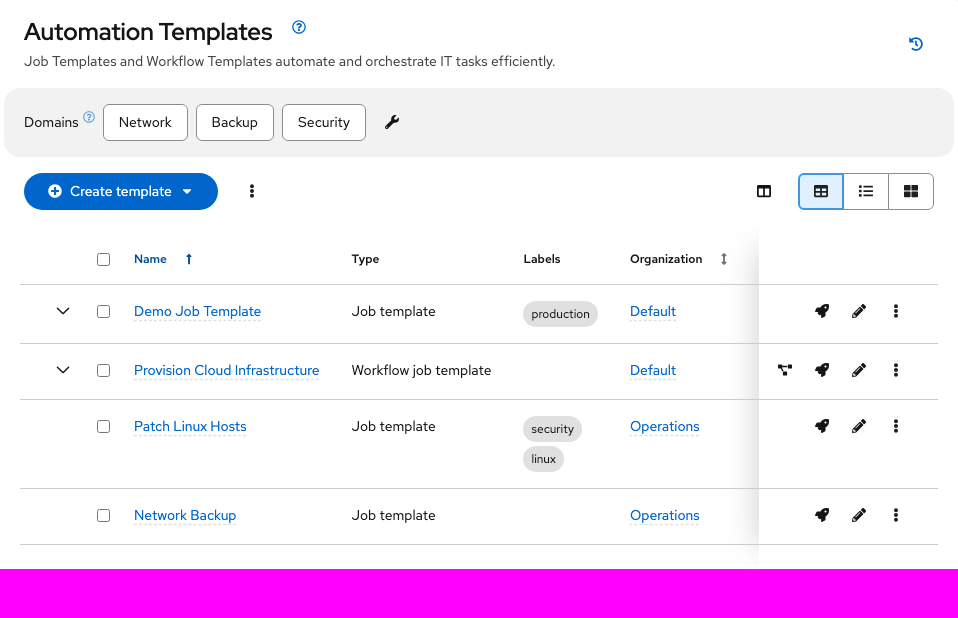 Automation Templates
Job Templates and Workflow Templates automate and orchestrate IT tasks efficiently.
Domains Network Backup Security
Create template
Name Type Labels Organization
Demo Job Template Job template production Default
Provision Cloud Infrastructure Workflow job template Default
Patch Linux Hosts Job template security Operations
linux
Network Backup Job template Operations